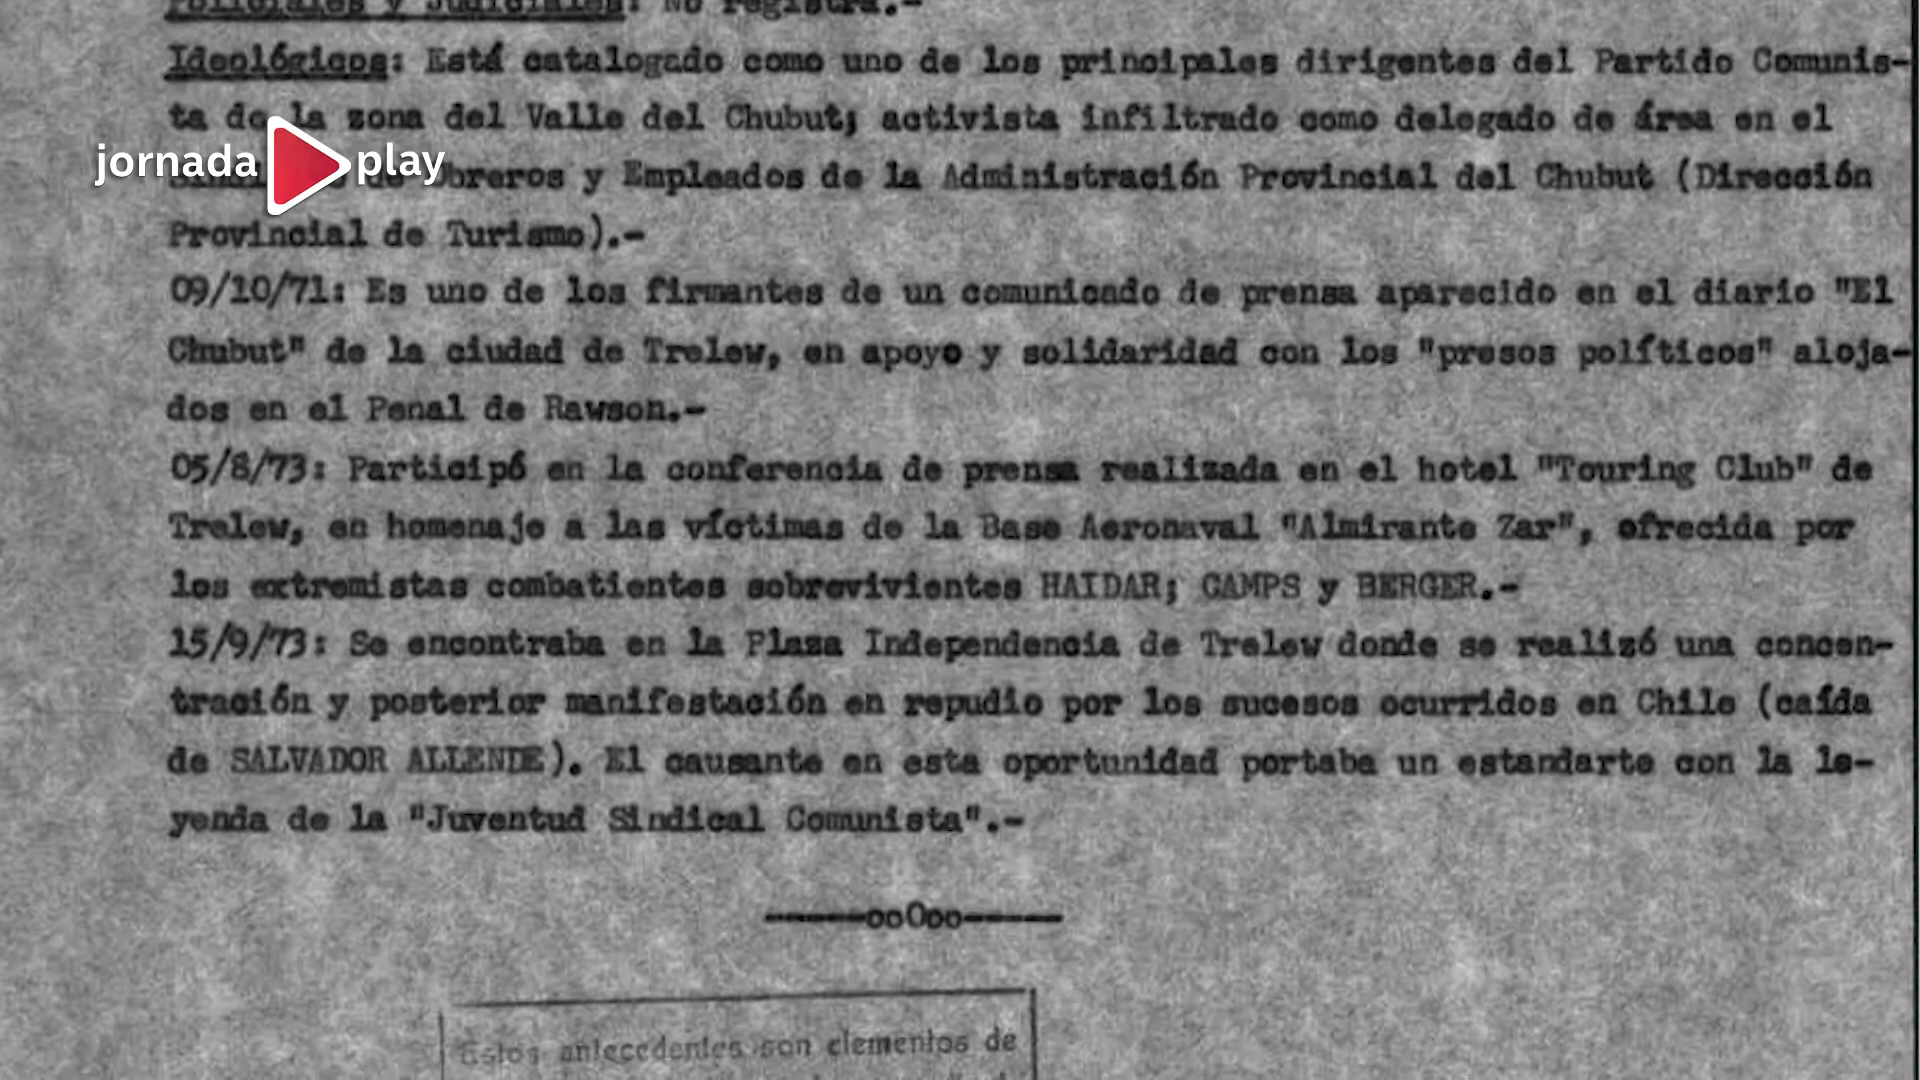 Policiales y Judiciales: No registra.-
Ideológicos: Está catalogado como uno de los principales dirigentes del Partido Comunis-
ta de la zona del Valle del Chubut; activista infiltrado como delegado de área en el
jornada play
de Obreros y Empleados de la Administración Provincial del Chubut (Dirección
Provincial de Turismo).-
09/10/71: Es uno de los firmantes de un comunicado de prensa aparecido en el diario "El
Chubut" de la ciudad de Trelew, en apoyo y solidaridad con los "presos políticos" aloja-
dos en el Penal de Rawson.-
05/8/73: Participó en la conferencia de prensa realizada en el hotel "Touring Club" de
Trelew, en homenaje a las víctimas de la Base Aeronaval "Almirante Zar", ofrecida por
los extremistas combatientes sobrevivientes HAIDAR; CAMPS y BERGER.-
15/9/73: Se encontraba en la Plaza Independencia de Trelew donde se realizó una concen-
tración y posterior manifestación en repudio por los sucesos ocurridos en Chile (caída
de SALVADOR ALLENDE). El causante en esta oportunidad portaba un estandarte con la le-
yenda de la "Juventud Sindical Comunista".-
-----ooOoo-----
Estos antecedentes son elementos de